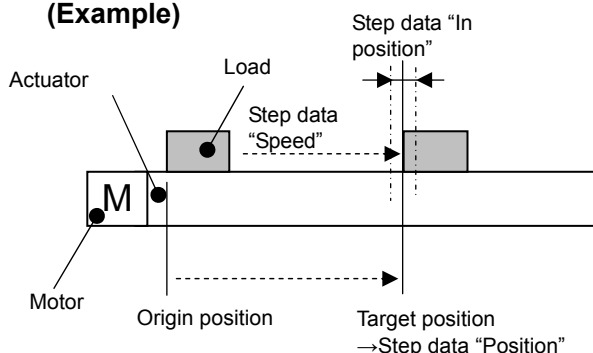 (Example)
Step data “In
position”
Load
Actuator
Step data
“Speed”
M
Motor
Origin position
Target position
→Step data “Position”